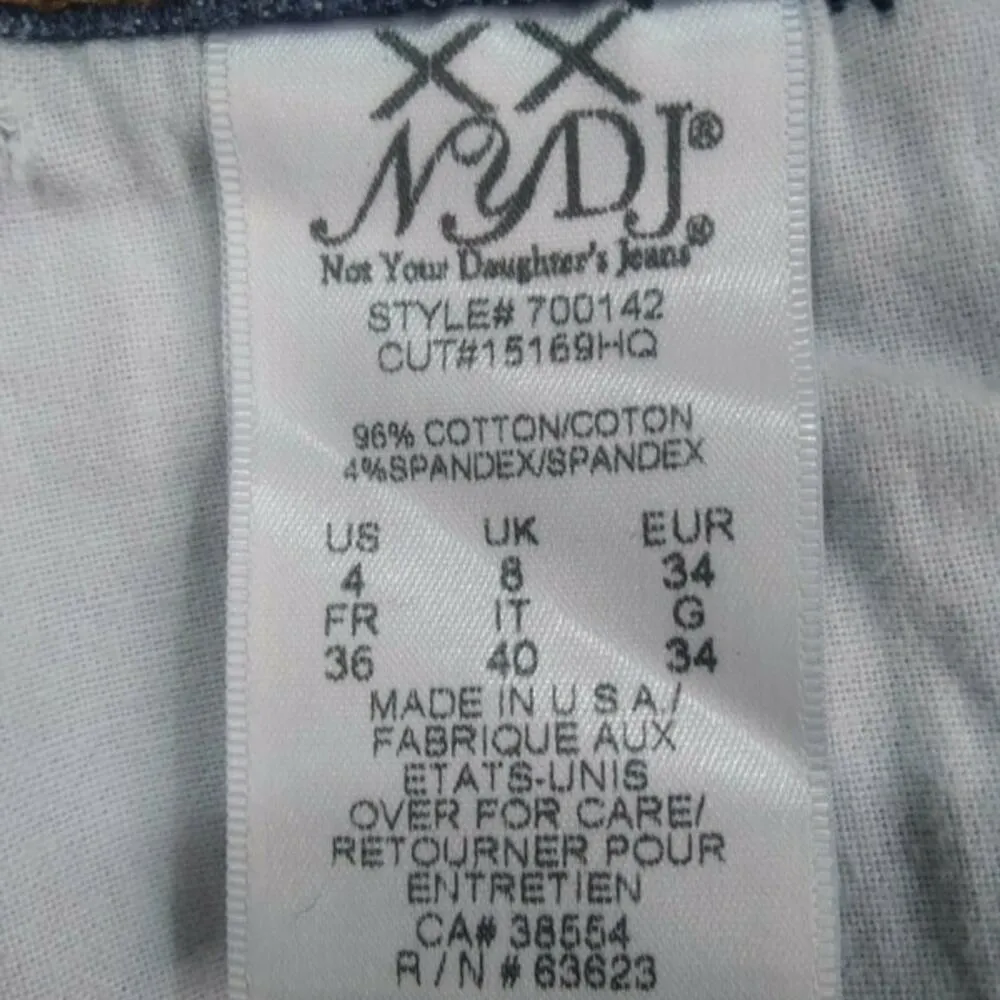 XX
NYDJ®
Not Your Daughter's Jeans®
STYLE# 700142
CUT#15169HQ
96% COTTON/COTON
4%SPANDEX/SPANDEX
US UK EUR
4 8 34
FR IT G
36 40 34
MADE IN U S A /
FABRIQUE AUX
ETATS-UNIS
OVER FOR CARE/
RETOURNER POUR
ENTRETIEN
CA# 38554
R / N # 63623